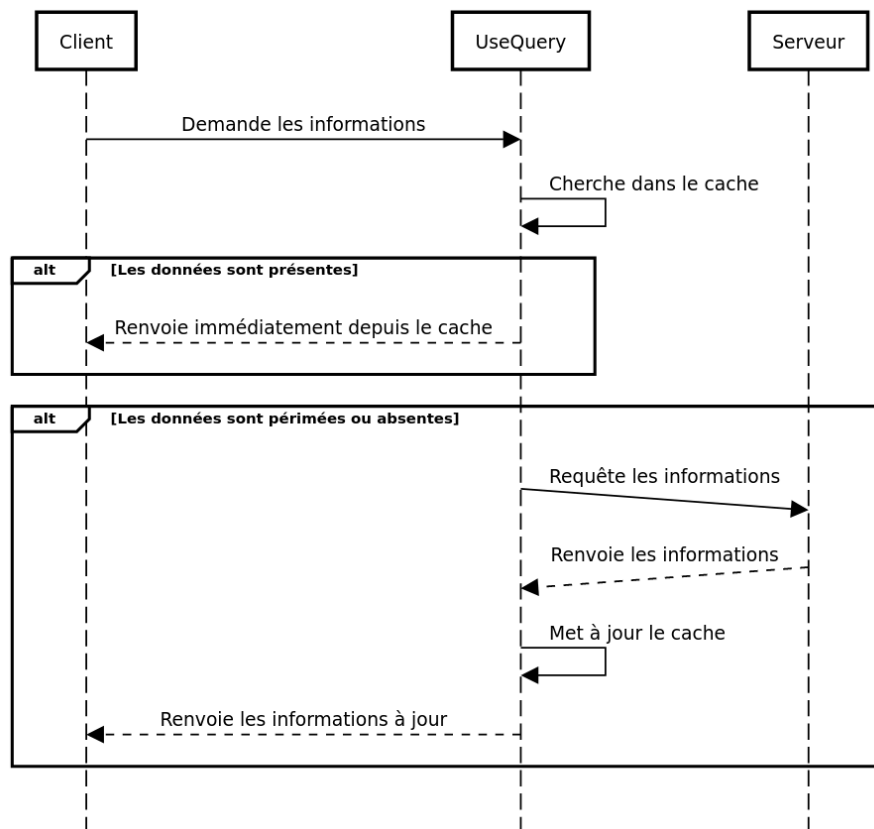 Client
UseQuery
Serveur
Demande les informations
Cherche dans le cache
alt
[Les données sont présentes]
Renvoie immédiatement depuis le cache
alt
[Les données sont périmées ou absentes]
Requête les informations
Renvoie les informations
Met à jour le cache
Renvoie les informations à jour